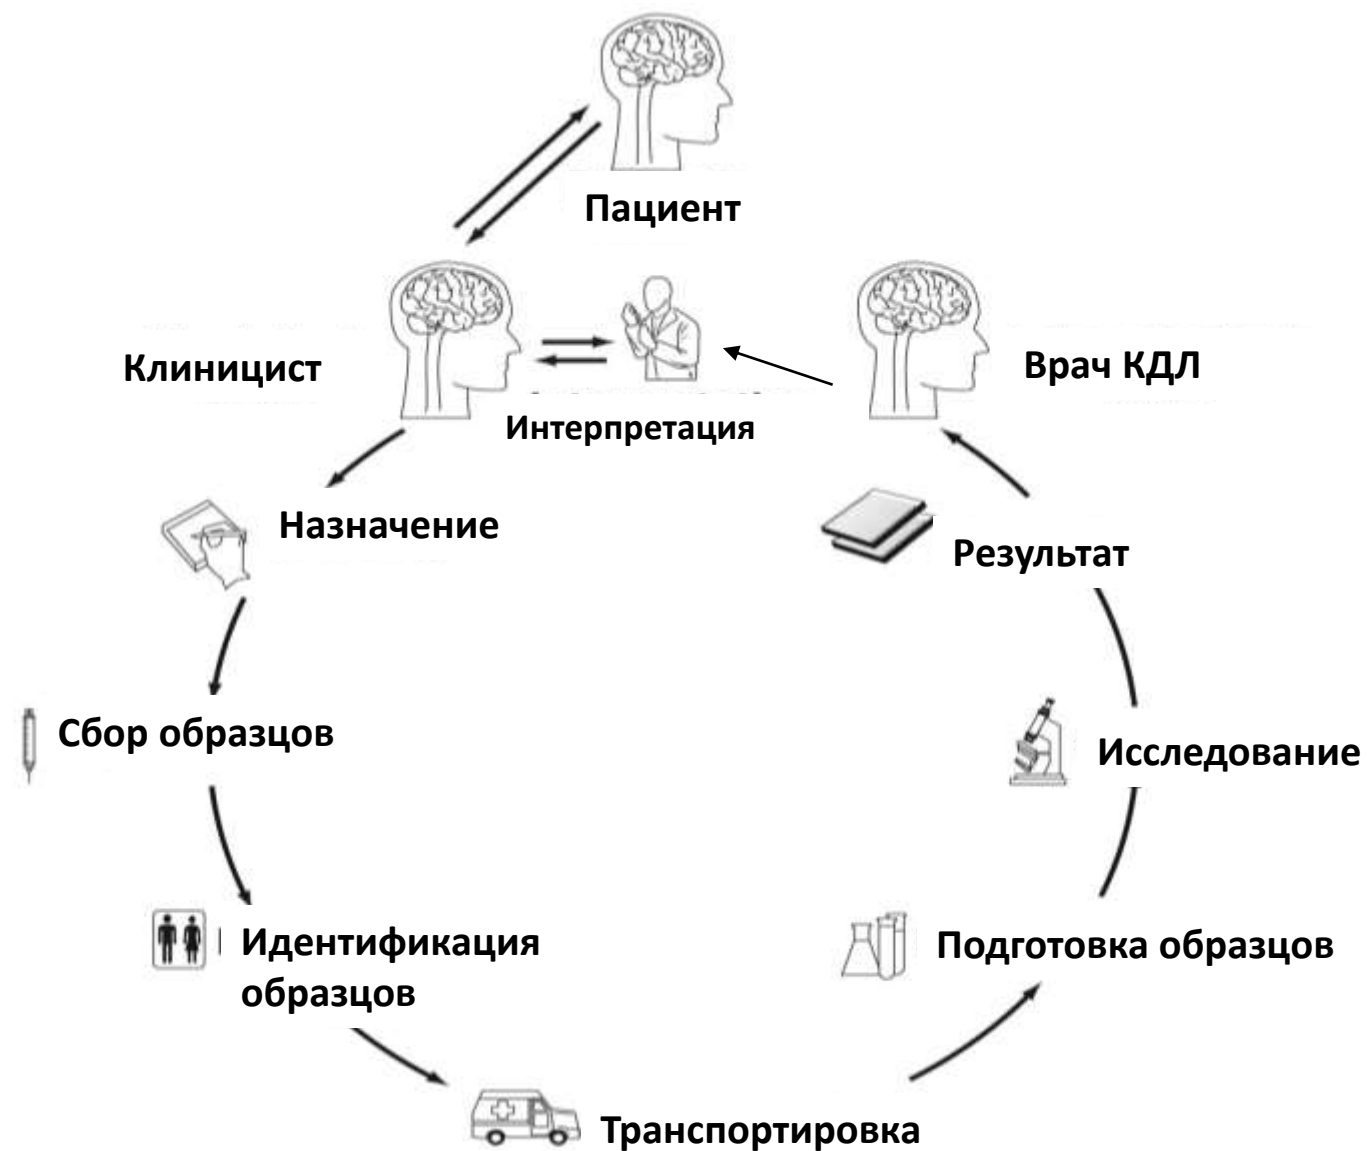 Пациент
Клиницист
Врач КДЛ
Интерпретация
Назначение
Результат
Сбор образцов
Исследование
Идентификация
образцов
Подготовка образцов
Транспортировка